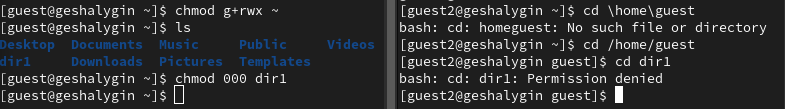 [guest@geshalygin ~]$ chmod g+rwx ~
[guest@geshalygin ~]$ ls
Desktop Documents Music Public Videos
dir1 Downloads Pictures Templates
[guest@geshalygin ~]$ chmod 000 dir1
[guest@geshalygin ~]$
[guest2@geshalygin ~]$ cd \home\guest
bash: cd: homeguest: No such file or directory
[guest2@geshalygin ~]$ cd /home/guest
[guest2@geshalygin guest]$ cd dir1
bash: cd: dir1: Permission denied
[guest2@geshalygin guest]$